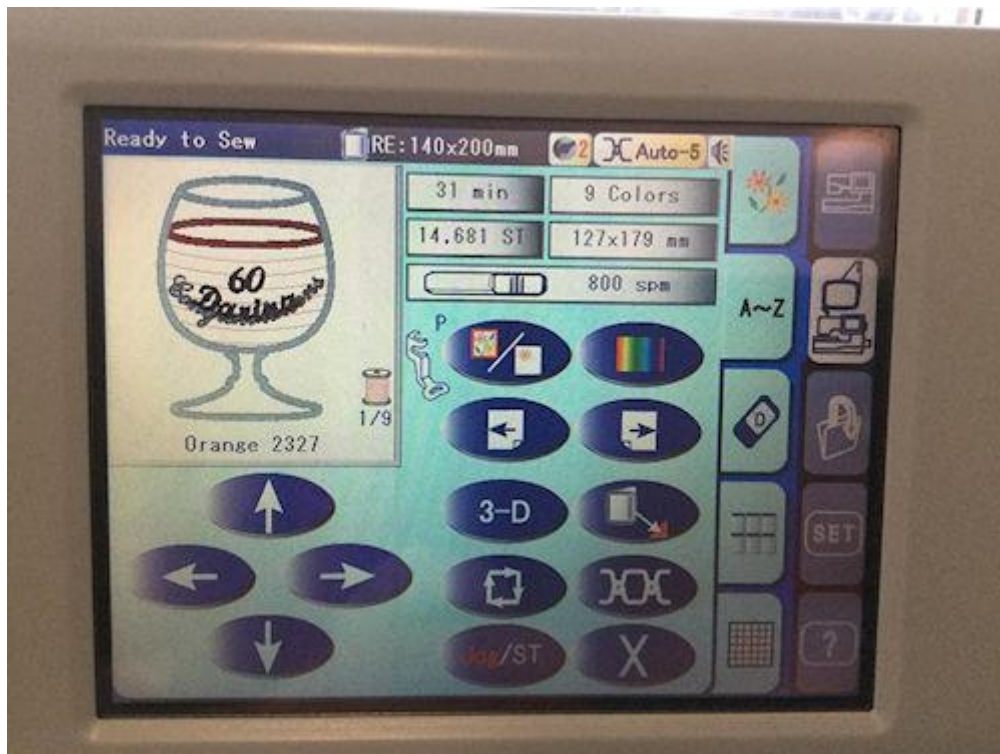 Ready to Sew
RE:140x200mm
2
Auto-5
31 min
9 Colors
14.681 ST
127x179 mm
800 spm
60
P
1/9
Orange 2327
A~Z
D
3-D
SET
Jog/ST
X
?